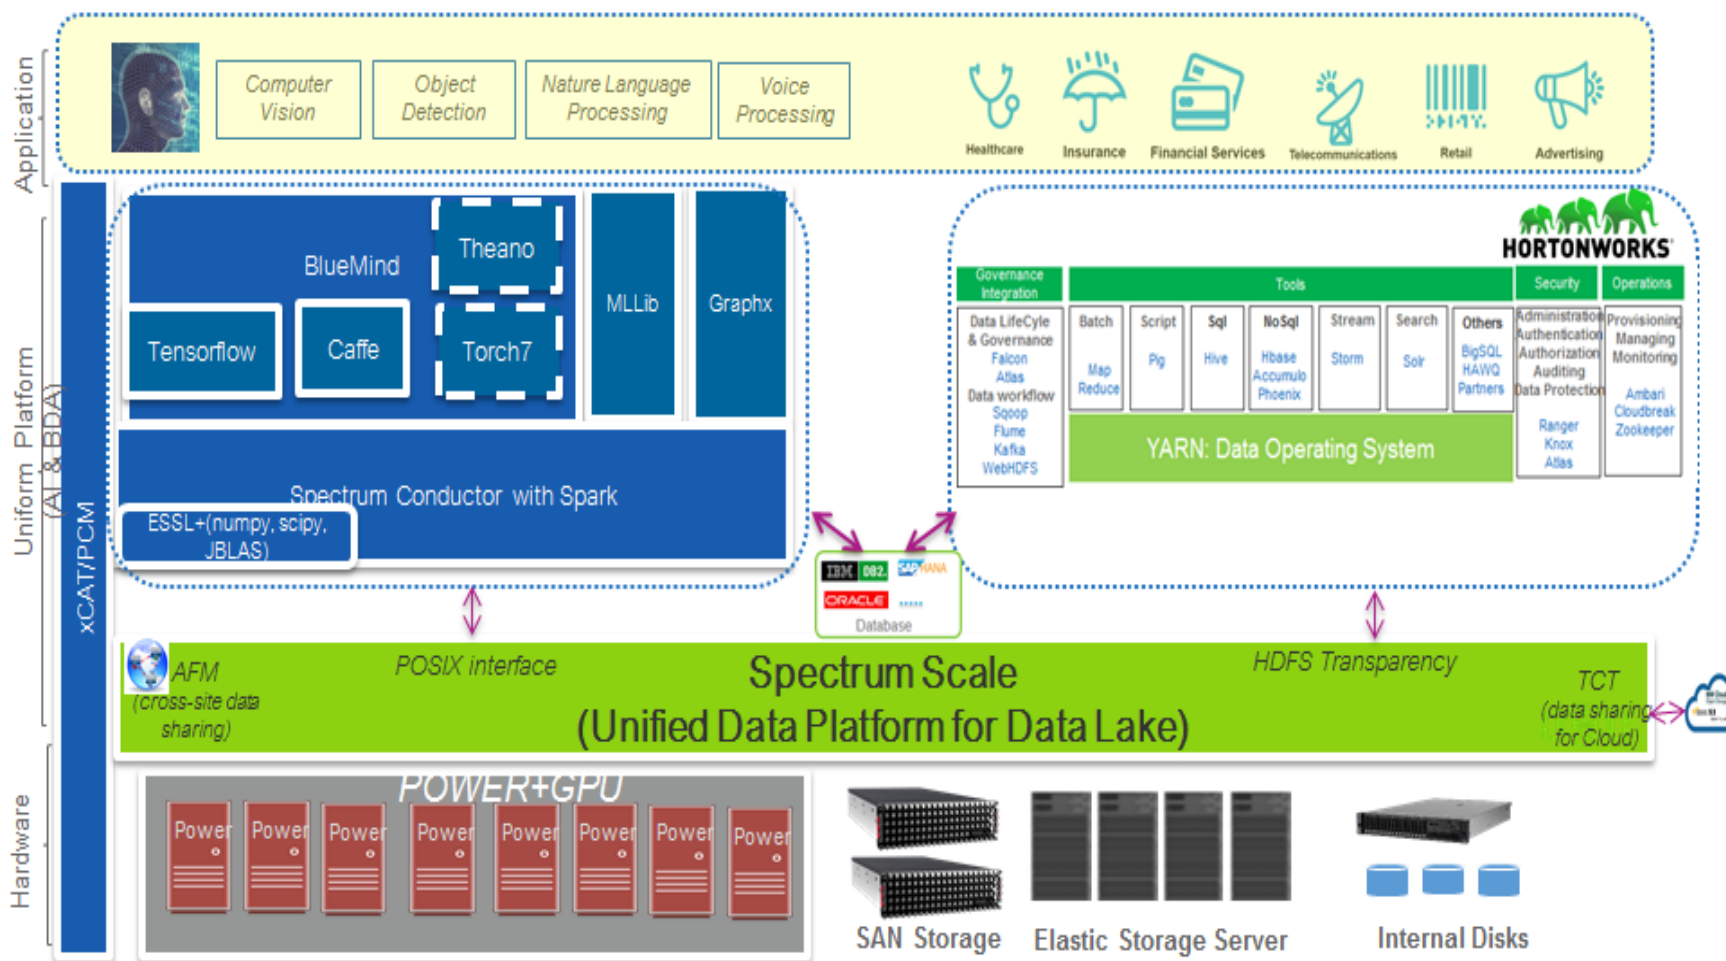 Application
Computer
Vision
Object
Detection
Nature Language
Processing
Voice
Processing
Healthcare
Insurance
Financial Services
Telecommunications
Retail
Advertising
Uniform Platform
(AI & BDA)
xCAT/PCM
BlueMind
Theano
Tensorflow
Caffe
Torch7
MLLib
Graphx
Spectrum Conductor with Spark
ESSL+(numpy, scipy,
JBLAS)
HORTONWORKS
Governance
Integration
Tools
Security
Operations
Data LifeCyle
& Governance
Falcon
Atlas
Data workflow
Sqoop
Flume
Kafka
WebHDFS
Batch
Map
Reduce
Script
Pig
Sql
Hive
NoSql
Hbase
Accumulo
Phoenix
Stream
Storm
Search
Solr
Others
BigSQL
HAWQ
Partners
YARN: Data Operating System
Administration
Authentication
Authorization
Auditing
Data Protection
Ranger
Knox
Atlas
Provisioning
Managing
Monitoring
Ambari
Cloudbreak
Zookeeper
IBM DB2.
SAP HANA
ORACLE
.....
Database
AFM
(cross-site data
sharing)
POSIX interface
Spectrum Scale
(Unified Data Platform for Data Lake)
HDFS Transparency
TCT
(data sharing
for Cloud)
Hardware
POWER+GPU
Power
Power
Power
Power
Power
Power
Power
Power
SAN Storage
Elastic Storage Server
Internal Disks